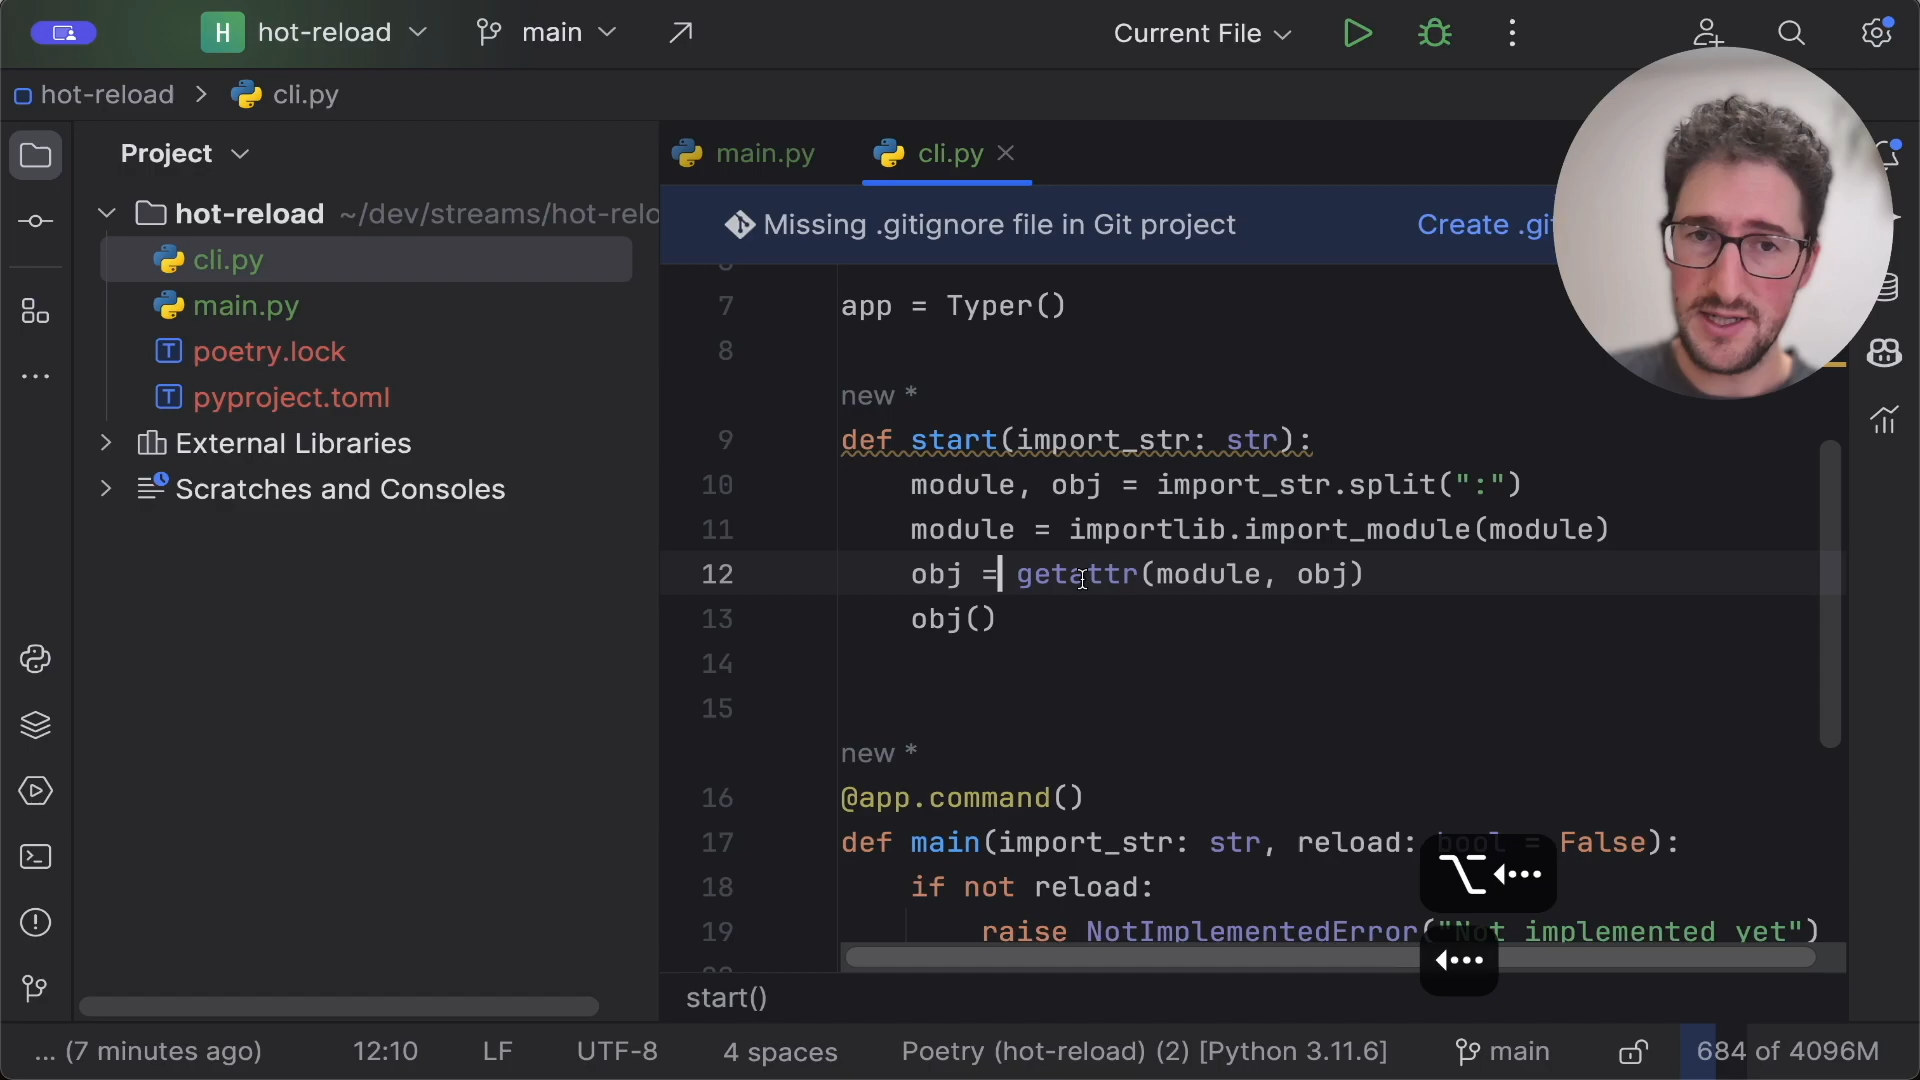 H hot-reload main Current File
hot-reload > cli.py
Project
hot-reload ~/dev/streams/hot-relo
cli.py
main.py
poetry.lock
pyproject.toml
External Libraries
Scratches and Consoles
main.py cli.py
Missing .gitignore file in Git project Create .git
7 app = Typer()
8
new *
9 def start(import_str: str):
10 module, obj = import_str.split(":")
11 module = importlib.import_module(module)
12 obj = getattr(module, obj)
13 obj()
14
15
new *
16 @app.command()
17 def main(import_str: str, reload: bool = False):
18 if not reload:
19 raise NotImplementedError("Not implemented yet")
start()
... (7 minutes ago) 12:10 LF UTF-8 4 spaces Poetry (hot-reload) (2) [Python 3.11.6] main 684 of 4096M